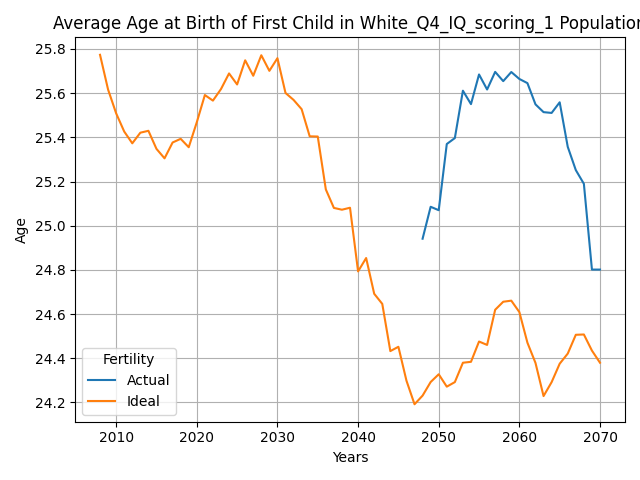 Average Age at Birth of First Child in White_Q4_IQ_scoring_1 Population
25.8
25.6
25.4
25.2
25.0
24.8
24.6
24.4
24.2
Age
Fertility
Actual
Ideal
2010 2020 2030 2040 2050 2060 2070
Years